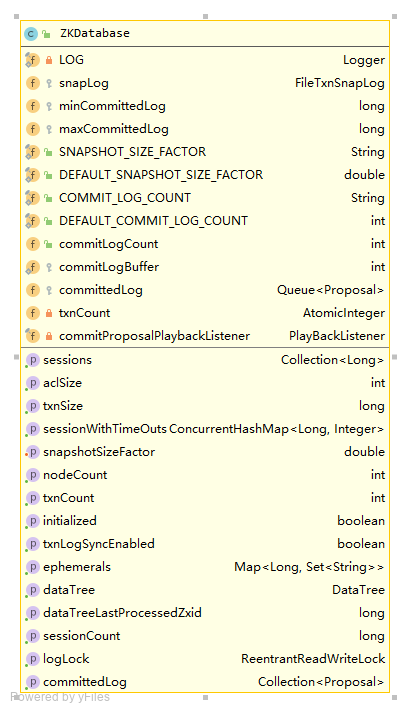 ZKDatabase
LOG Logger
snapLog FileTxnSnapLog
minCommittedLog long
maxCommittedLog long
SNAPSHOT_SIZE_FACTOR String
DEFAULT_SNAPSHOT_SIZE_FACTOR double
COMMIT_LOG_COUNT String
DEFAULT_COMMIT_LOG_COUNT int
commitLogCount int
commitLogBuffer int
committedLog Queue<Proposal>
txnCount AtomicInteger
commitProposalPlaybackListener PlayBackListener
sessions Collection<Long>
aclSize int
txnSize long
sessionWithTimeOuts ConcurrentHashMap<Long, Integer>
snapshotSizeFactor double
nodeCount int
txnCount int
initialized boolean
txnLogSyncEnabled boolean
ephemerals Map<Long, Set<String>>
dataTree DataTree
dataTreeLastProcessedZxid long
sessionCount long
logLock ReentrantReadWriteLock
committedLog Collection<Proposal>
Powered by yFiles